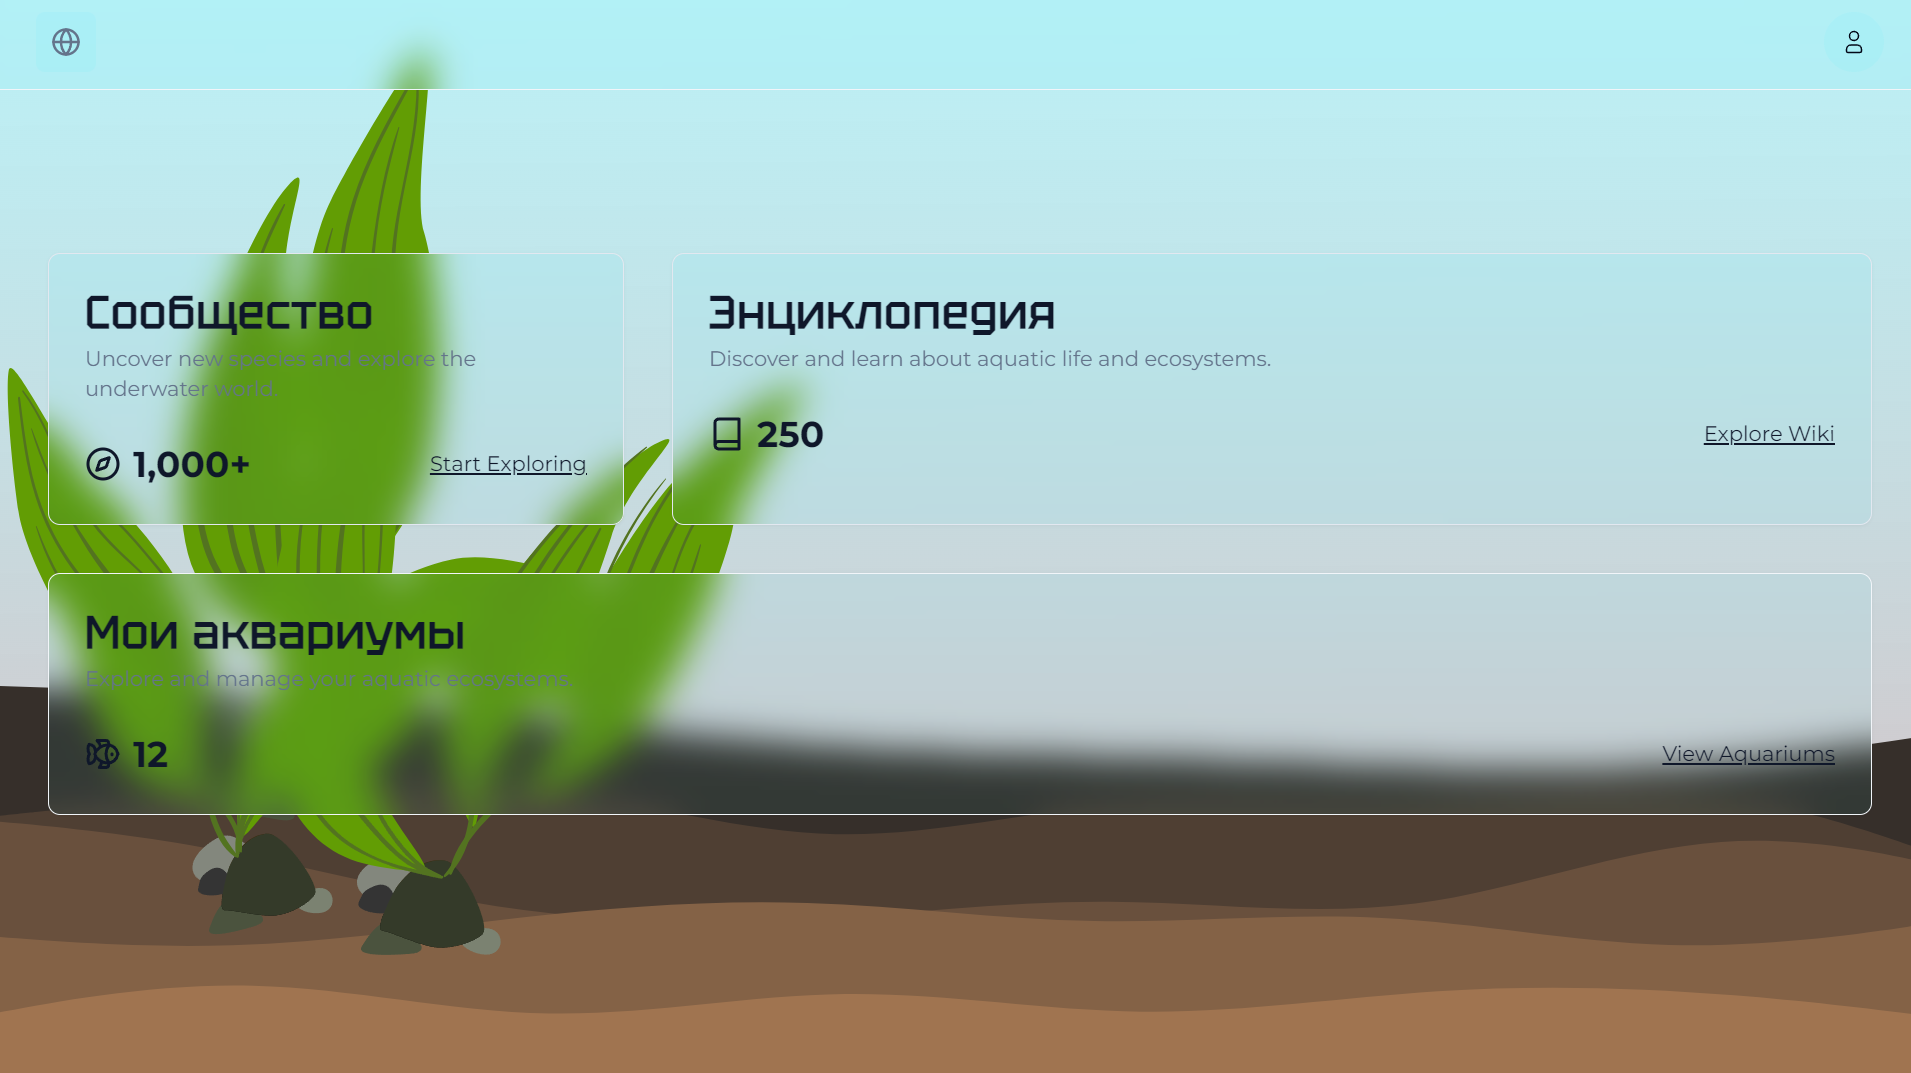 Сообщество
Uncover new species and explore the
underwater world.
1,000+
Start Exploring
Энциклопедия
Discover and learn about aquatic life and ecosystems.
250
Explore Wiki
Мои аквариумы
Explore and manage your aquatic ecosystems.
12
View Aquariums